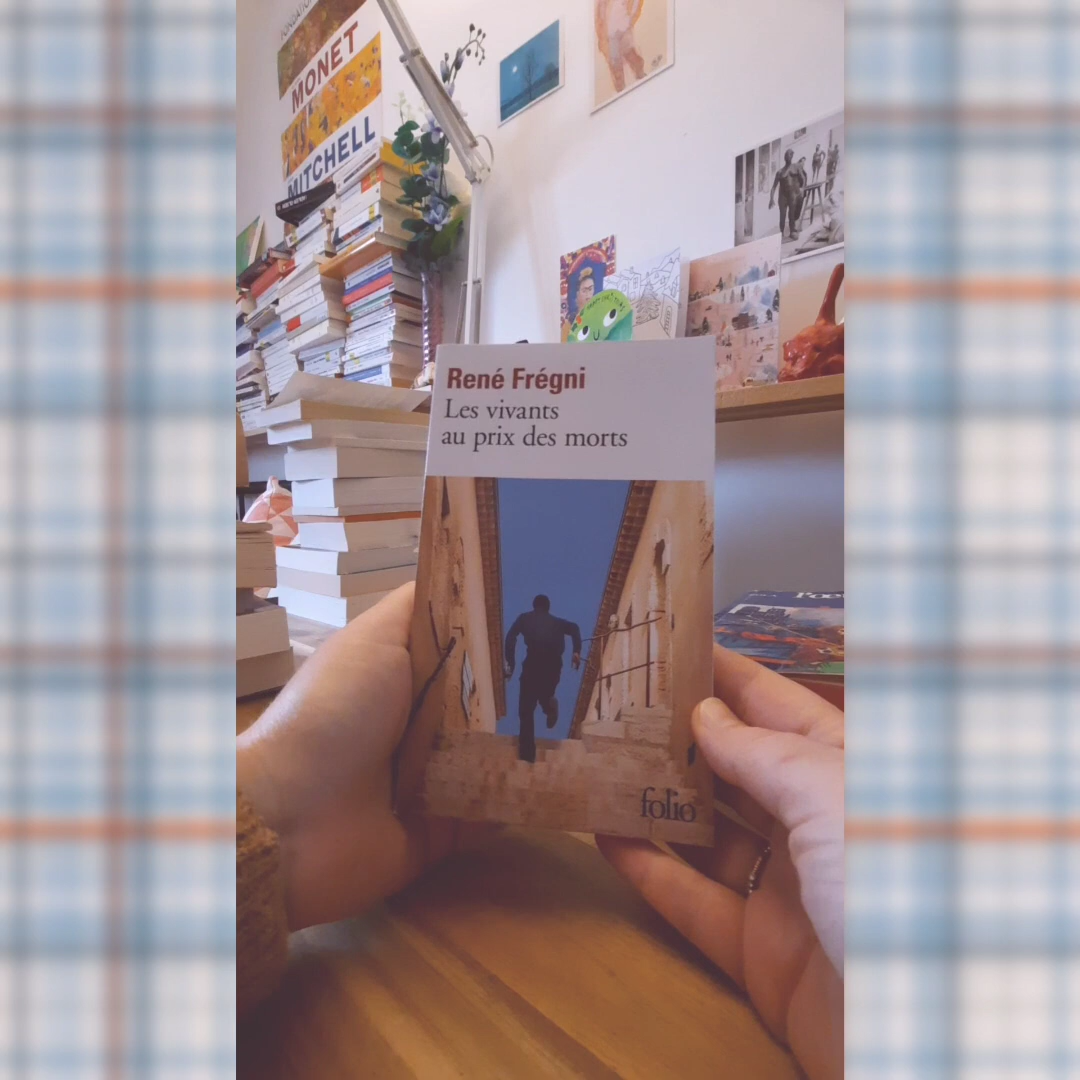 MONET
MITCHELL
René Frégni
Les vivants
au prix des morts
folio